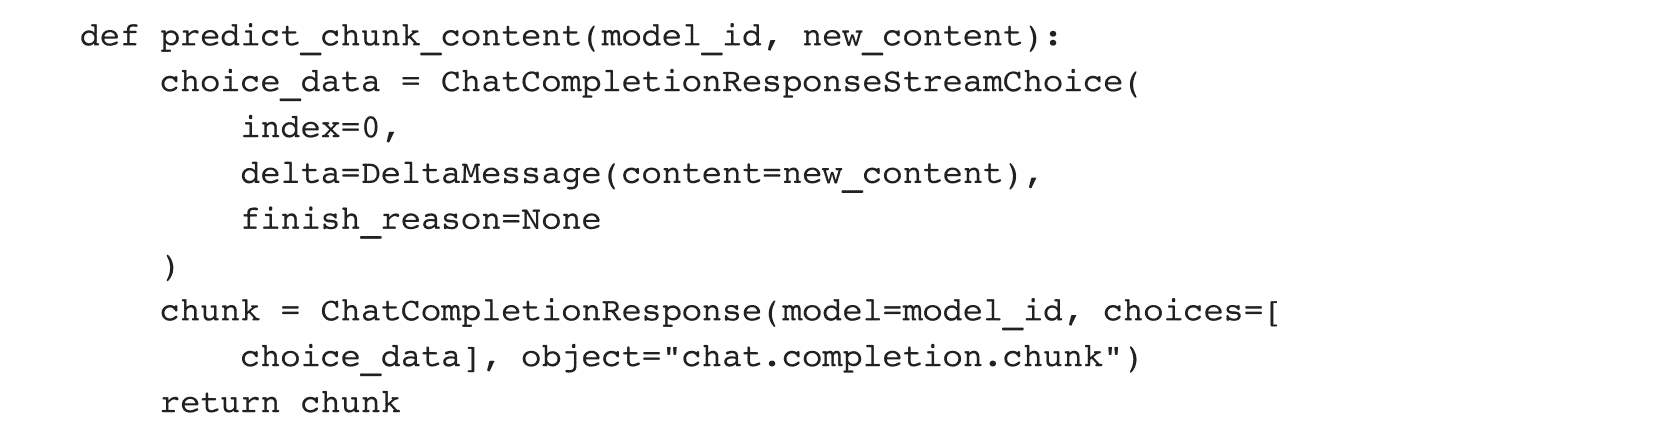 def predict_chunk_content(model_id, new_content):
    choice_data = ChatCompletionResponseStreamChoice(
        index=0,
        delta=DeltaMessage(content=new_content),
        finish_reason=None
    )
    chunk = ChatCompletionResponse(model=model_id, choices=[
        choice_data], object="chat.completion.chunk")
    return chunk